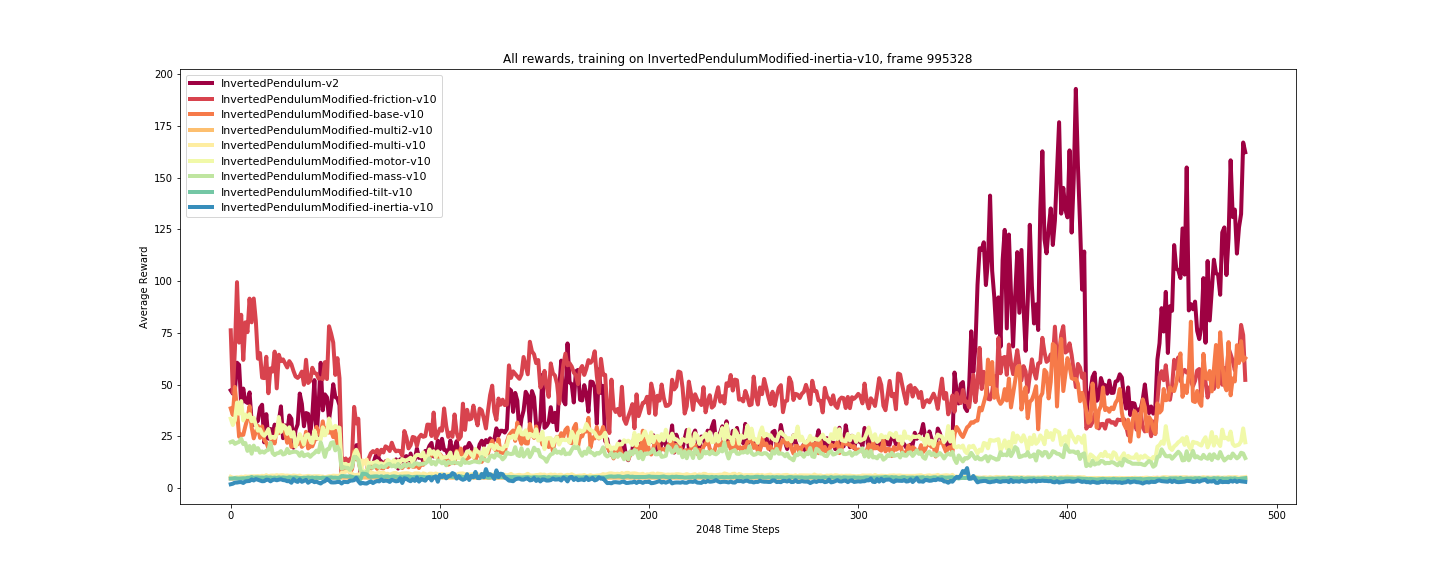 All rewards, training on InvertedPendulumModified-inertia-v10, frame 995328
200
175
150
125
100
75
50
25
0
Average Reward
InvertedPendulum-v2
InvertedPendulumModified-friction-v10
InvertedPendulumModified-base-v10
InvertedPendulumModified-multi2-v10
InvertedPendulumModified-multi-v10
InvertedPendulumModified-motor-v10
InvertedPendulumModified-mass-v10
InvertedPendulumModified-tilt-v10
InvertedPendulumModified-inertia-v10
0 100 200 300 400 500
2048 Time Steps